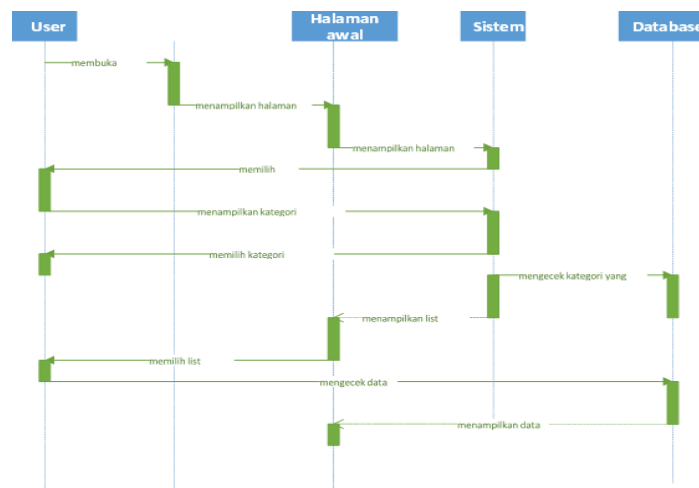 User
Halaman
awal
Sistem
Database
membuka
menampilkan halaman
menampilkan halaman
memilih
menampilkan kategori
memilih kategori
mengecek kategori yang
menampilkan list
memilih list
mengecek data
menampilkan data